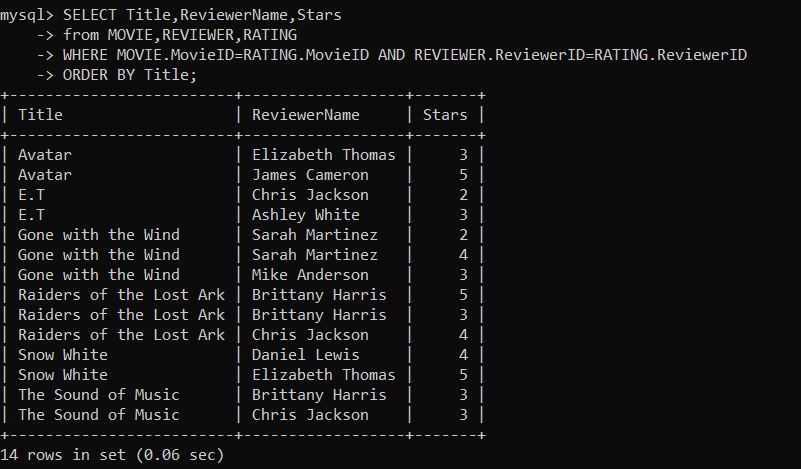 mysql> SELECT Title,ReviewerName,Stars
    -> from MOVIE,REVIEWER,RATING
    -> WHERE MOVIE.MovieID=RATING.MovieID AND REVIEWER.ReviewerID=RATING.ReviewerID
    -> ORDER BY Title;
+-------------------------+------------------+-------+
| Title                   | ReviewerName     | Stars |
+-------------------------+------------------+-------+
| Avatar                  | Elizabeth Thomas |     3 |
| Avatar                  | James Cameron    |     5 |
| E.T                     | Chris Jackson    |     2 |
| E.T                     | Ashley White     |     3 |
| Gone with the Wind      | Sarah Martinez   |     2 |
| Gone with the Wind      | Sarah Martinez   |     4 |
| Gone with the Wind      | Mike Anderson    |     3 |
| Raiders of the Lost Ark | Brittany Harris  |     5 |
| Raiders of the Lost Ark | Brittany Harris  |     3 |
| Raiders of the Lost Ark | Chris Jackson    |     4 |
| Snow White              | Daniel Lewis     |     4 |
| Snow White              | Elizabeth Thomas |     5 |
| The Sound of Music      | Brittany Harris  |     3 |
| The Sound of Music      | Chris Jackson    |     3 |
+-------------------------+------------------+-------+
14 rows in set (0.06 sec)